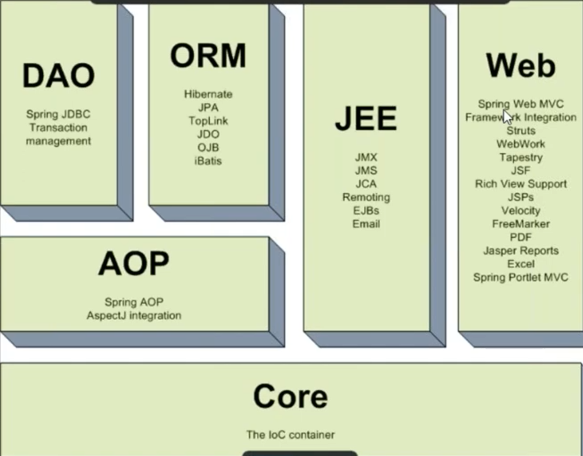 DAO
Spring JDBC
Transaction
management
ORM
Hibernate
JPA
TopLink
JDO
OJB
iBatis
JEE
JMX
JMS
JCA
Remoting
EJBs
Email
Web
Spring Web MVC
Framework Integration
Struts
WebWork
Tapestry
JSF
Rich View Support
JSPs
Velocity
FreeMarker
PDF
Jasper Reports
Excel
Spring Portlet MVC
AOP
Spring AOP
AspectJ integration
Core
The IoC container